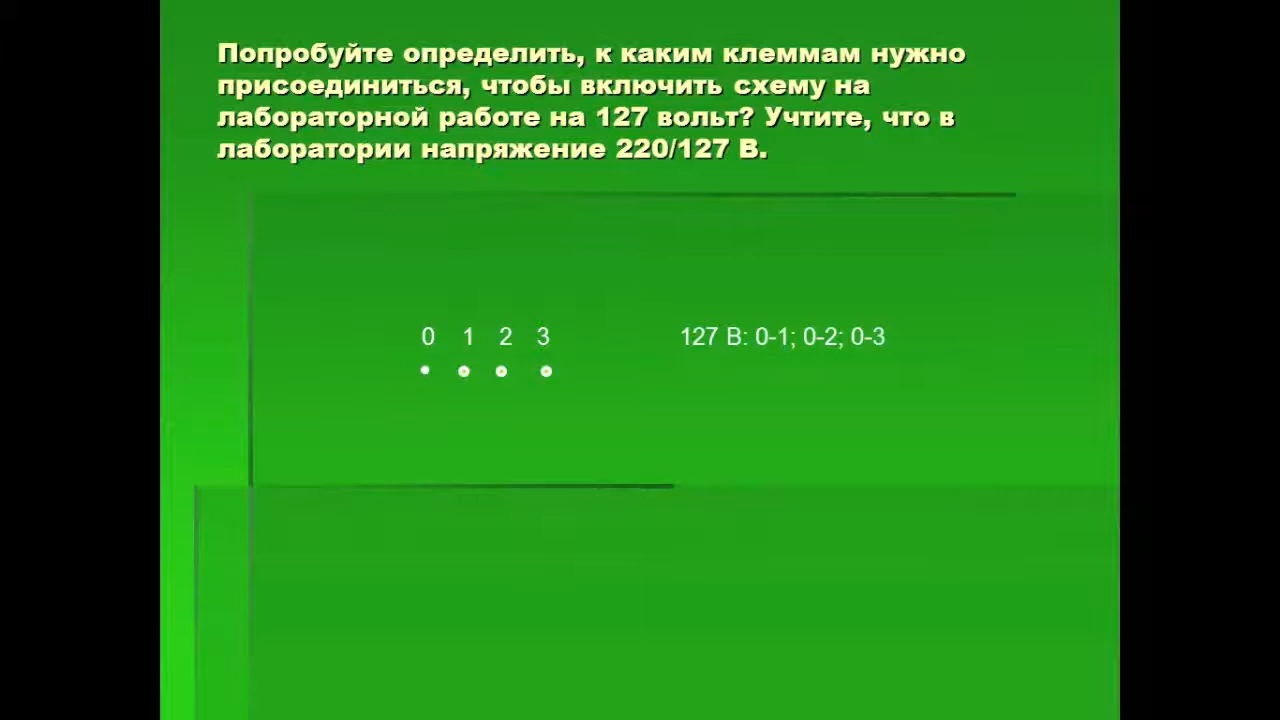 Попробуйте определить, к каким клеммам нужно
присоединиться, чтобы включить схему на
лабораторной работе на 127 вольт? Учтите, что в
лаборатории напряжение 220/127 В.
0 1 2 3
127 В: 0-1; 0-2; 0-3